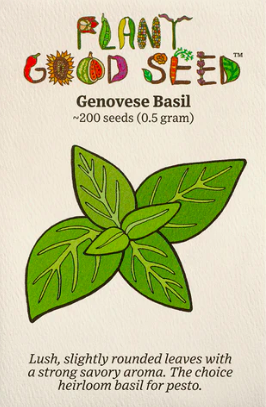 PLANT
GOOD SEED™
Genovese Basil
~200 seeds (0.5 gram)
Lush, slightly rounded leaves with
a strong savory aroma. The choice
heirloom basil for pesto.